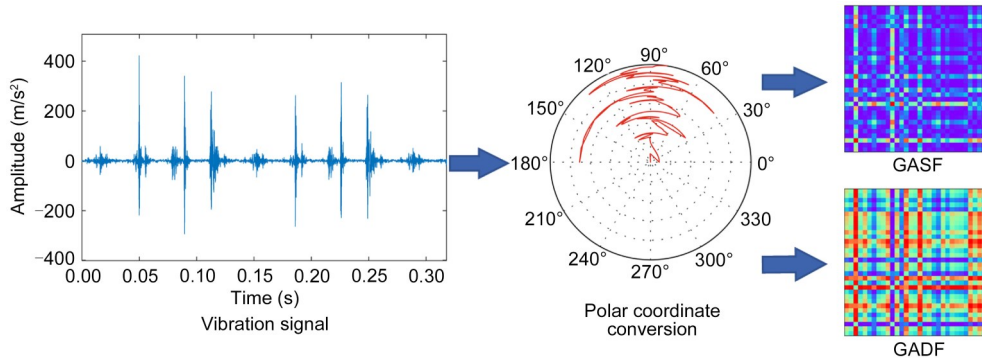 Amplitude (m/s²)
400
200
0
−200
−400
0.00 0.05 0.10 0.15 0.20 0.25 0.30
Time (s)
Vibration signal
90°
120° 60°
150° 30°
180° 0°
210° 330
240° 300°
270°
Polar coordinate
conversion
GASF
GADF